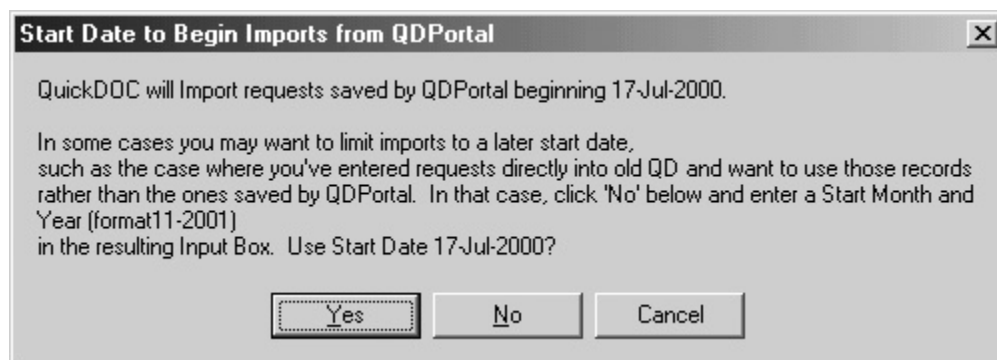 Start Date to Begin Imports from QDPortal
QuickDOC will Import requests saved by QDPortal beginning 17-Jul-2000.
In some cases you may want to limit imports to a later start date,
such as the case where you've entered requests directly into old QD and want to use those records
rather than the ones saved by QDPortal.  In that case, click 'No' below and enter a Start Month and
Year (format11-2001)
in the resulting Input Box.  Use Start Date 17-Jul-2000?
Yes No Cancel